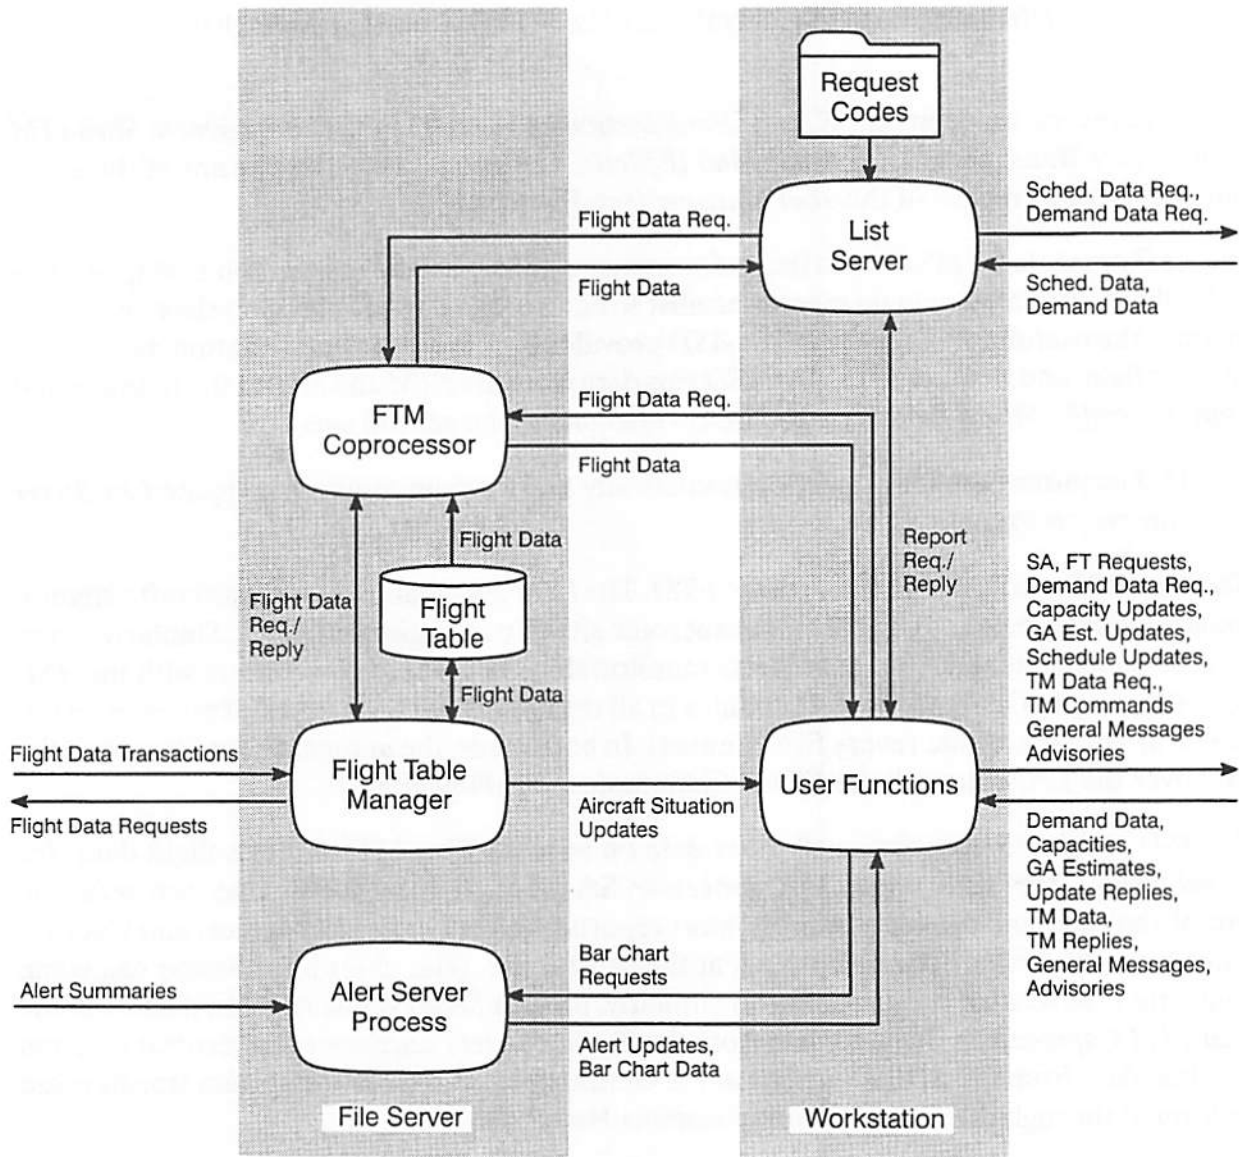 Request
Codes
List
Server
Sched. Data Req.,
Demand Data Req.
Sched. Data,
Demand Data
Flight Data Req.
Flight Data
FTM
Coprocessor
Flight Data Req.
Flight Data
Flight Data
Flight Data
Req./
Reply
Flight
Table
Flight Data
Report
Req./
Reply
SA, FT Requests,
Demand Data Req.,
Capacity Updates,
GA Est. Updates,
Schedule Updates,
TM Data Req.,
TM Commands
General Messages
Advisories
Flight Data Transactions
Flight Data Requests
Flight Table
Manager
Aircraft Situation
Updates
User Functions
Demand Data,
Capacities,
GA Estimates,
Update Replies,
TM Data,
TM Replies,
General Messages,
Advisories
Alert Summaries
Alert Server
Process
Bar Chart
Requests
Alert Updates,
Bar Chart Data
File Server
Workstation